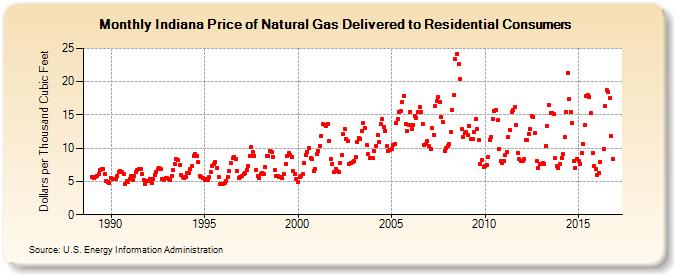 Monthly Indiana Price of Natural Gas Delivered to Residential Consumers
Dollars per Thousand Cubic Feet
25
20
15
10
5
0
1990 1995 2000 2005 2010 2015
Source: U.S. Energy Information Administration